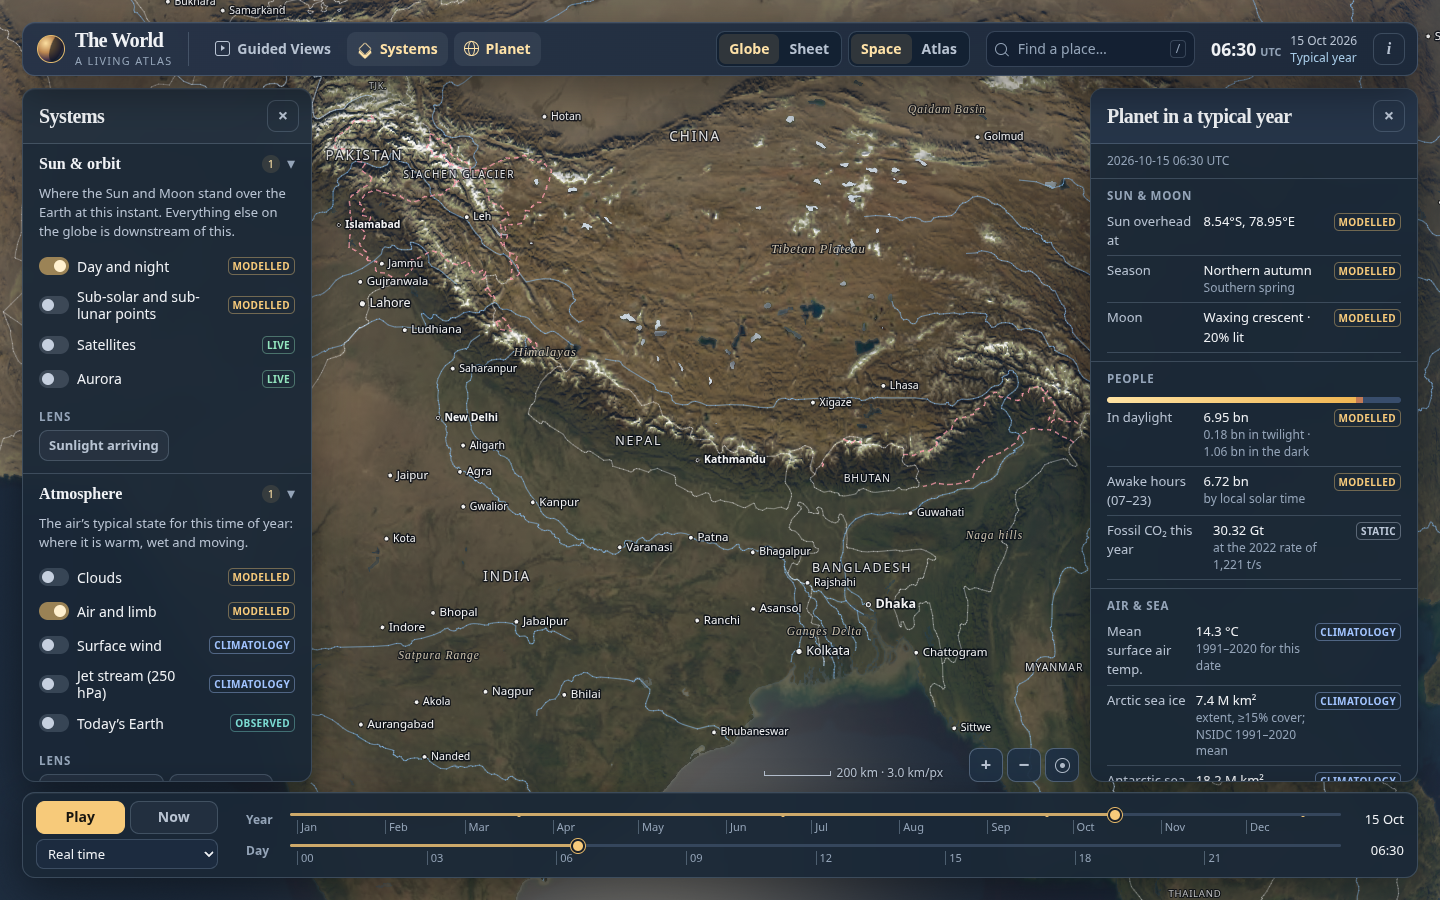 Bukhara
Samarkand
The World
A LIVING ATLAS
Guided Views
Systems
Planet
Globe
Sheet
Space
Atlas
Find a place...
/
06:30 UTC
15 Oct 2026
Typical year
i
Systems
×
Sun & orbit
1 ▾
Where the Sun and Moon stand over the
Earth at this instant. Everything else on
the globe is downstream of this.
Day and night
MODELLED
Sub-solar and sub-
lunar points
MODELLED
Satellites
LIVE
Aurora
LIVE
LENS
Sunlight arriving
Atmosphere
1 ▾
The air's typical state for this time of year:
where it is warm, wet and moving.
Clouds
MODELLED
Air and limb
MODELLED
Surface wind
CLIMATOLOGY
Jet stream (250
hPa)
CLIMATOLOGY
Today's Earth
OBSERVED
LENS
TJK.
Hotan
CHINA
Qaidam Basin
Golmud
PAKISTAN
SIACHEN GLACIER
Leh
Islamabad
Tibetan Plateau
Jammu
Gujranwala
Lahore
Ludhiana
Himalayas
Saharanpur
Lhasa
Xigaze
New Delhi
NEPAL
Aligarh
Kathmandu
Agra
Jaipur
BHUTAN
Kanpur
Gwalior
Guwahati
Kota
Naga hills
Patna
Varanasi
Bhagalpur
BANGLADESH
INDIA
Rajshahi
Dhaka
Asansol
Bhopal
Jabalpur
Ranchi
Indore
Ganges Delta
Satpura Range
Kolkata
Chattogram
MYANMAR
Nagpur
Bhilai
Akola
Aurangabad
Bhubaneswar
Sittwe
Nanded
200 km · 3.0 km/px
+
−
Planet in a typical year
×
2026-10-15 06:30 UTC
SUN & MOON
Sun overhead
at
8.54°S, 78.95°E
MODELLED
Season
Northern autumn
Southern spring
MODELLED
Moon
Waxing crescent ·
20% lit
MODELLED
PEOPLE
In daylight
6.95 bn
0.18 bn in twilight ·
1.06 bn in the dark
MODELLED
Awake hours
(07–23)
6.72 bn
by local solar time
MODELLED
Fossil CO₂ this
year
30.32 Gt
at the 2022 rate of
1,221 t/s
STATIC
AIR & SEA
Mean
surface air
temp.
14.3 °C
1991–2020 for this
date
CLIMATOLOGY
Arctic sea ice
7.4 M km²
extent, ≥15% cover;
NSIDC 1991–2020
mean
CLIMATOLOGY
Antarctic sea
18.2 M km²
CLIMATOLOGY
Play
Now
Real time
Year
Jan
Feb
Mar
Apr
May
Jun
Jul
Aug
Sep
Oct
Nov
Dec
15 Oct
Day
00
03
06
09
12
15
18
21
06:30
THAILAND